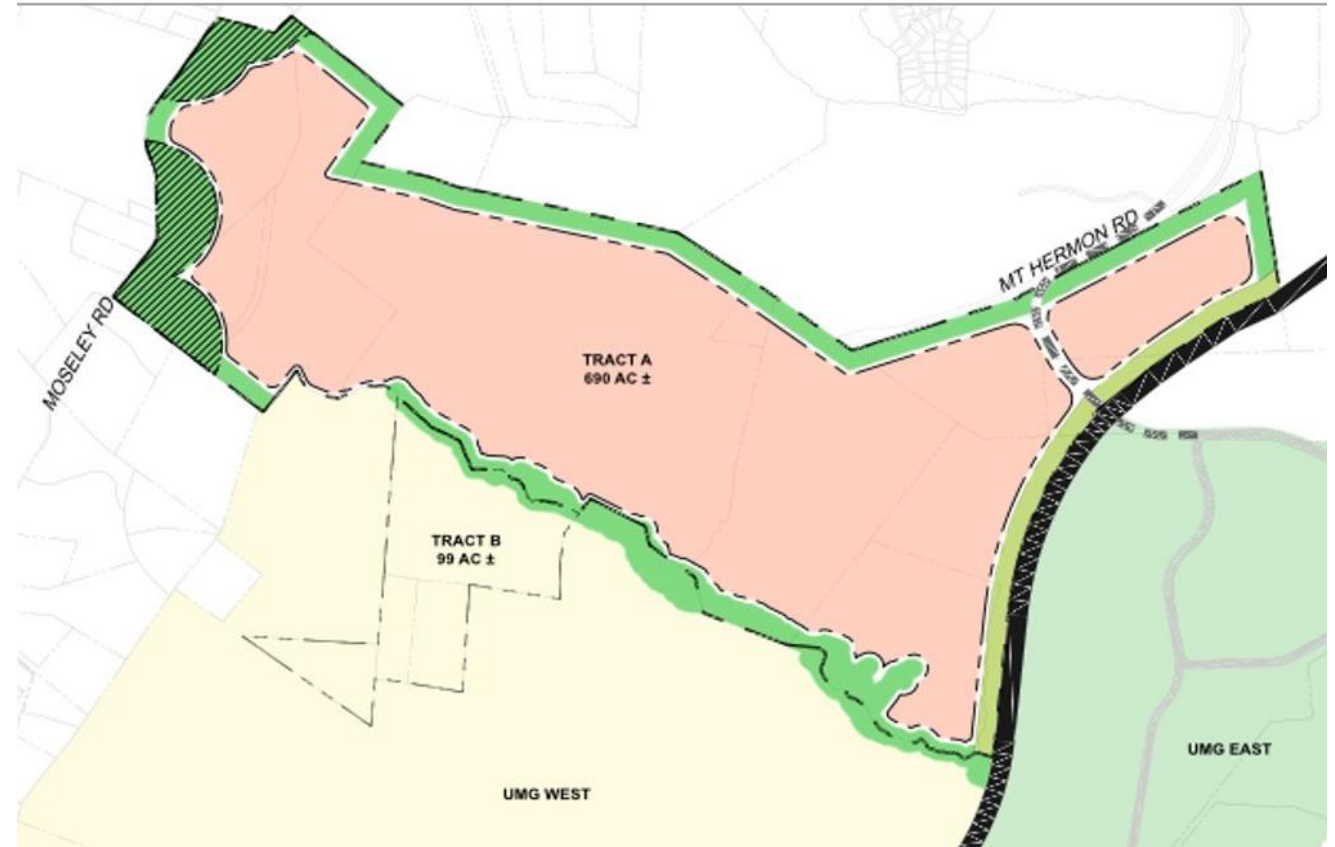 MT HERMON RD
MOSELEY RD
TRACT A
690 AC ±
TRACT B
99 AC ±
UMG EAST
UMG WEST